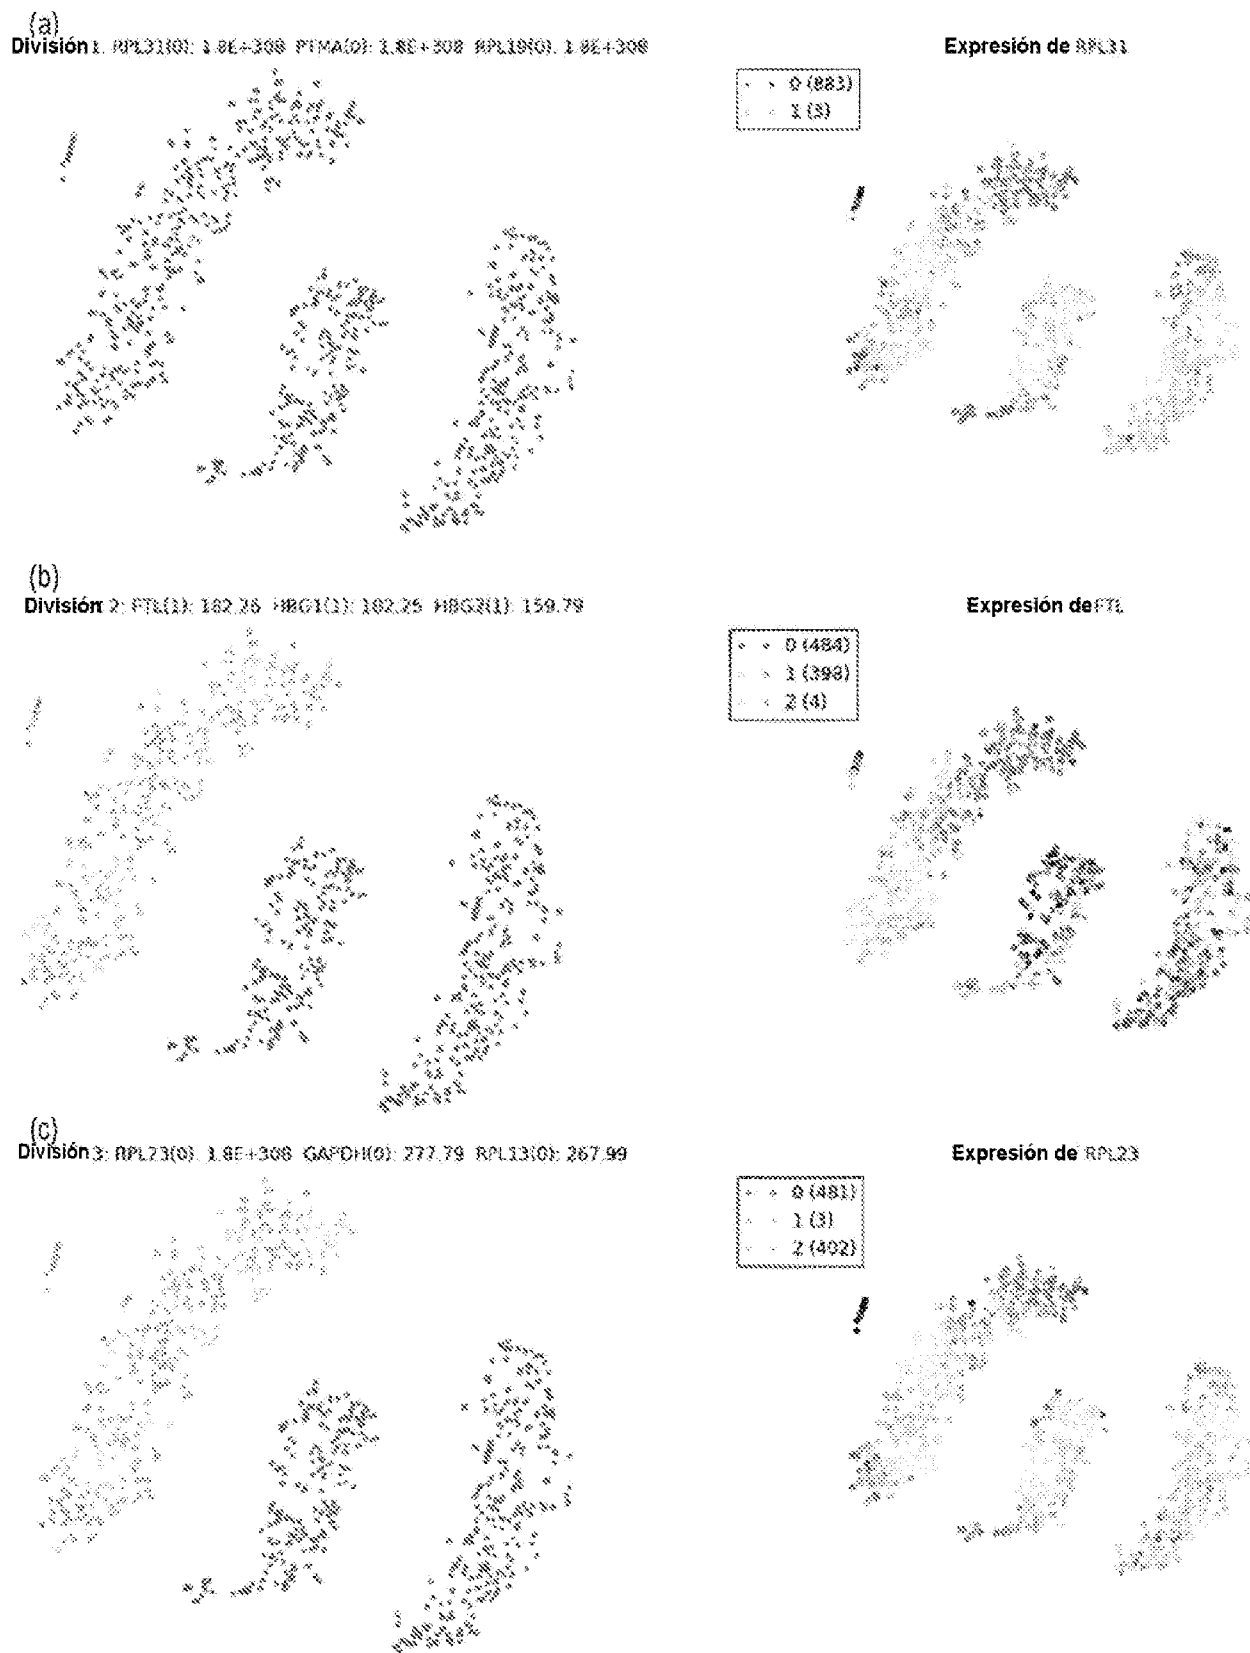 (a)
División 1. RPL31(0): 1.8E+308 PTMA(0): 1.8E+308 RPL19(0). 1.8E+308
Expresión de RPL31
0 (883)
1 (3)
(b)
División 2: FTL(1): 182.26 HBG1(1): 182.25 HBG2(1): 159.79
Expresión de FTL
0 (484)
1 (398)
2 (4)
(c)
División 3: RPL23(0). 1.8E+308 GAPDH(0): 277.79 RPL13(0): 267.99
Expresión de RPL23
0 (481)
1 (3)
2 (402)